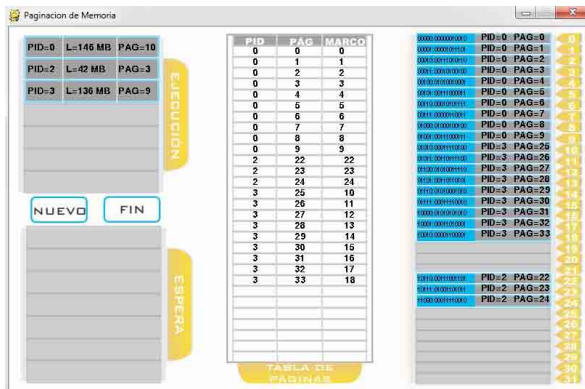 Paginacion de Memoria
PID=0 L=146 MB PAG=10
PID=2 L=42 MB PAG=3
PID=3 L=136 MB PAG=9
EJECUCIÓN
NUEVO FIN
ESPERA
PID PÁG MARCO
0 0 0
0 1 1
0 2 2
0 3 3
0 4 4
0 5 5
0 6 6
0 7 7
0 8 8
0 9 9
2 22 22
2 23 23
2 24 24
3 25 10
3 26 11
3 27 12
3 28 13
3 29 14
3 30 15
3 31 16
3 32 17
3 33 18
TABLA DE
PÁGINAS
PID=0 PAG=0 0
PID=0 PAG=1 1
PID=0 PAG=2 2
PID=0 PAG=3 3
PID=0 PAG=4 4
PID=0 PAG=5 5
PID=0 PAG=6 6
PID=0 PAG=7 7
PID=0 PAG=8 8
PID=0 PAG=9 9
PID=3 PAG=25 10
PID=3 PAG=26 11
PID=3 PAG=27 12
PID=3 PAG=28 13
PID=3 PAG=29 14
PID=3 PAG=30 15
PID=3 PAG=31 16
PID=3 PAG=32 17
PID=3 PAG=33 18
19
20
21
PID=2 PAG=22 22
PID=2 PAG=23 23
PID=2 PAG=24 24
25
26
27
28
29
30
31